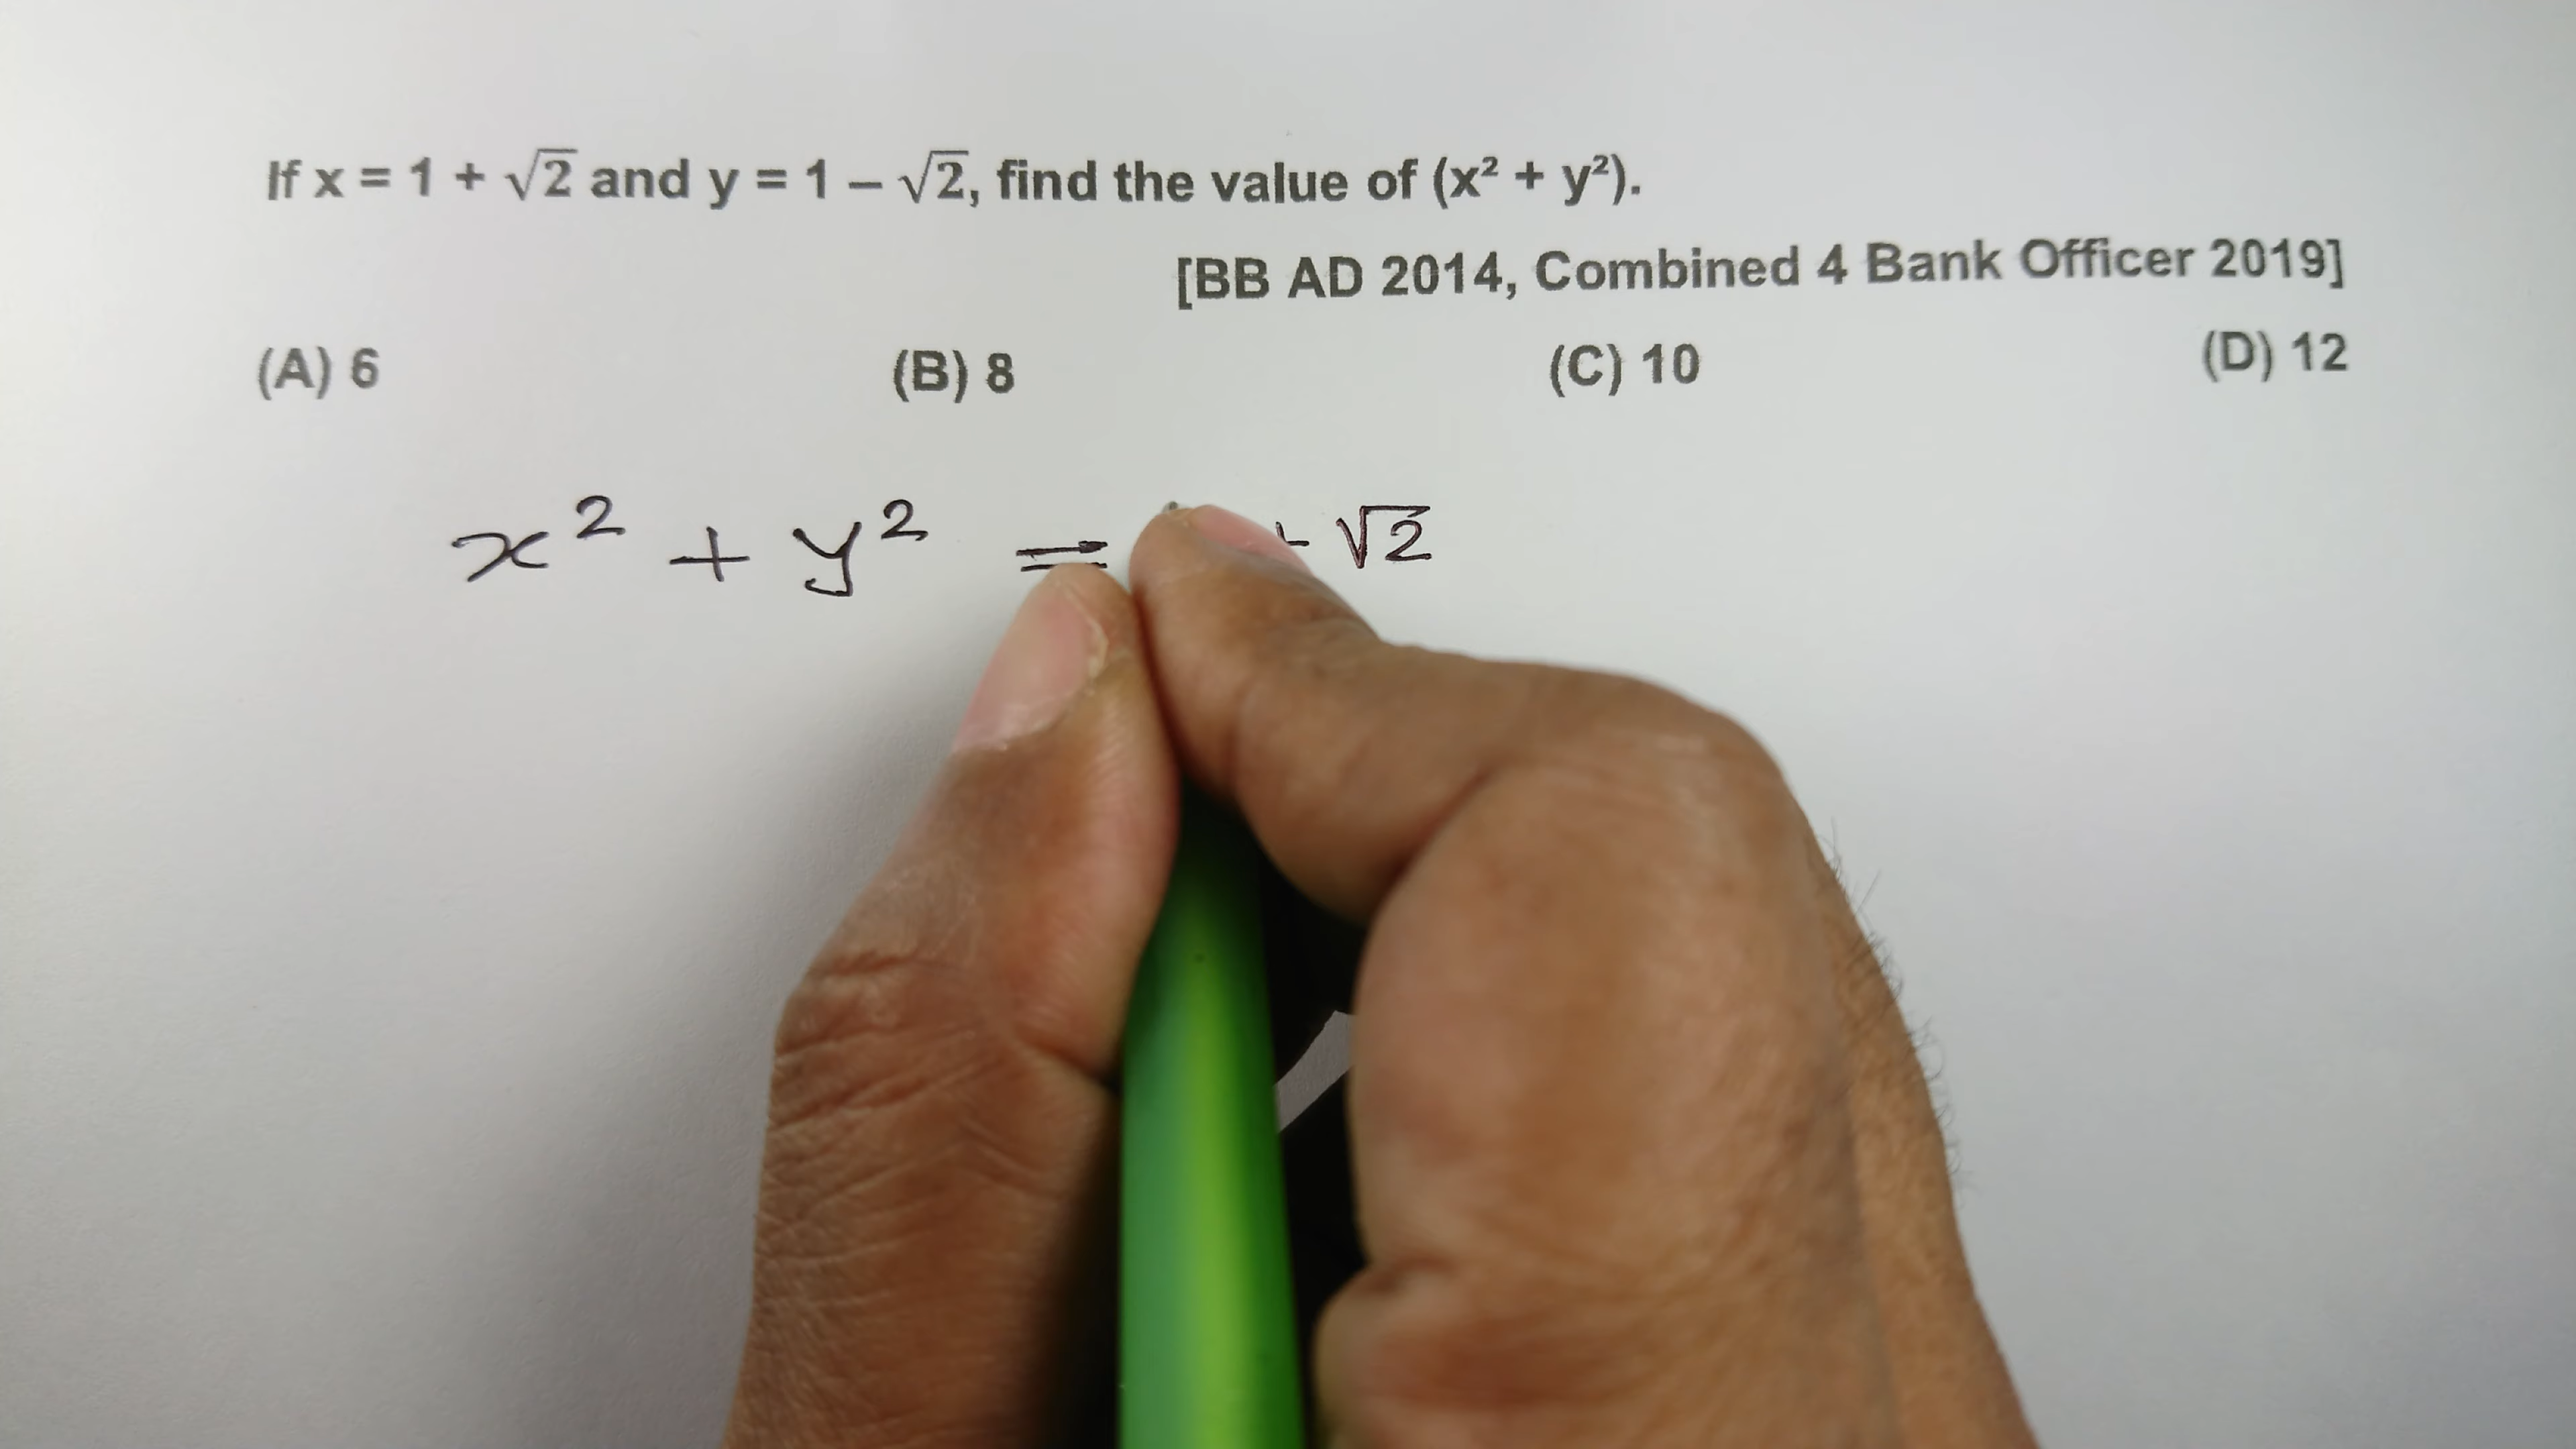 If x = 1 + √2 and y = 1 – √2, find the value of (x² + y²).
[BB AD 2014, Combined 4 Bank Officer 2019]
(A) 6 (B) 8 (C) 10 (D) 12
x² + y² = + √2